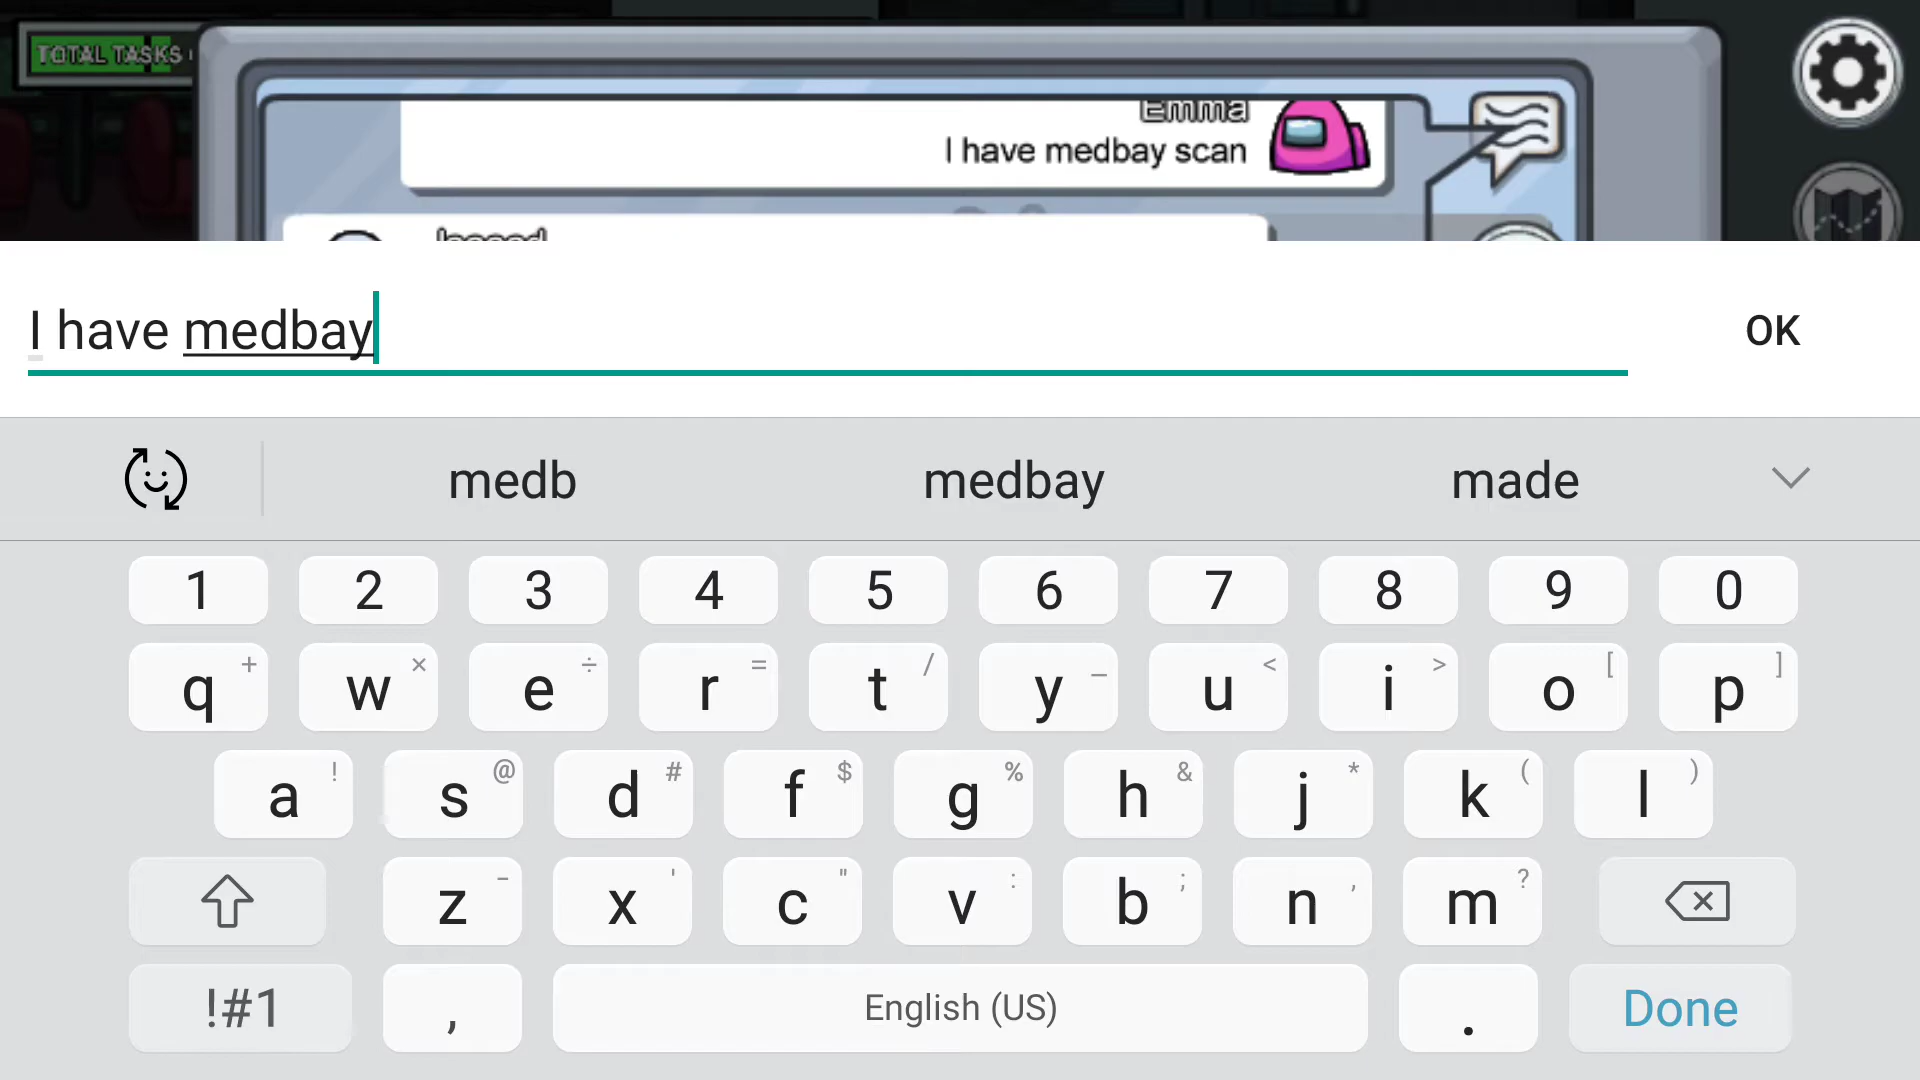 TOTAL TASKS
Emma
I have medbay scan
I have medbay
OK
medb medbay made
1 2 3 4 5 6 7 8 9 0
q + w × e ÷ r = t / y _ u < i > o [ p ]
a ! s @ d # f $ g % h & j * k ( l )
z - x ' c " v : b ; n , m ?
!#1 , English (US) . Done